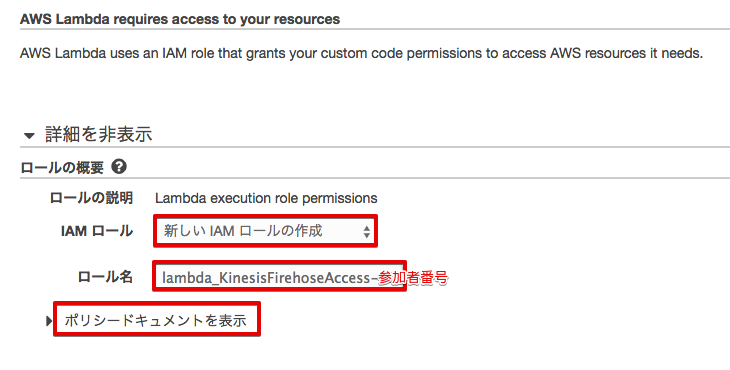 AWS Lambda requires access to your resources
AWS Lambda uses an IAM role that grants your custom code permissions to access AWS resources it needs.
詳細を非表示
ロールの概要 ?
ロールの説明 Lambda execution role permissions
IAM ロール 新しい IAM ロールの作成
ロール名 lambda_KinesisFirehoseAccess-参加者番号
ポリシードキュメントを表示